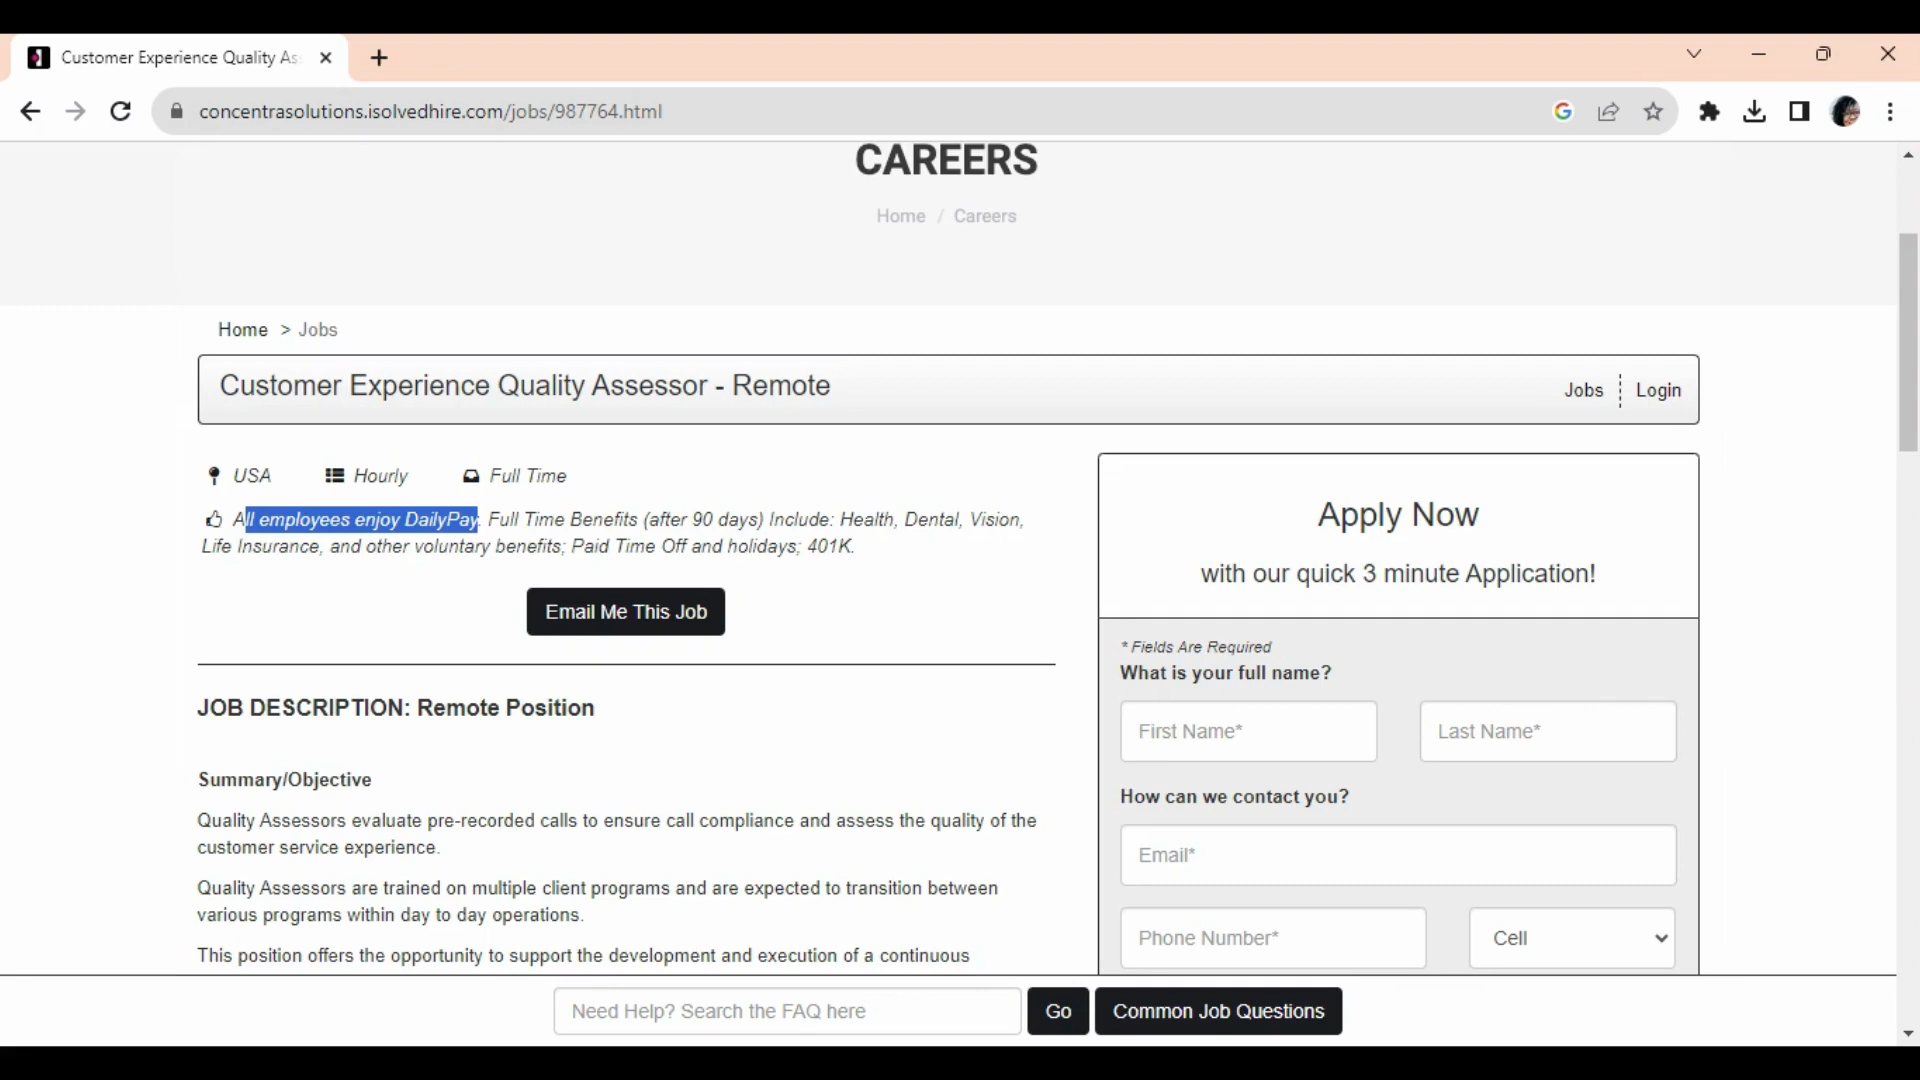 Customer Experience Quality As
concentrasolutions.isolvedhire.com/jobs/987764.html
CAREERS
Home / Careers
Home > Jobs
Customer Experience Quality Assessor - Remote
Jobs Login
USA Hourly Full Time
All employees enjoy DailyPay. Full Time Benefits (after 90 days) Include: Health, Dental, Vision,
Life Insurance, and other voluntary benefits; Paid Time Off and holidays; 401K.
Email Me This Job
JOB DESCRIPTION: Remote Position
Summary/Objective
Quality Assessors evaluate pre-recorded calls to ensure call compliance and assess the quality of the
customer service experience.
Quality Assessors are trained on multiple client programs and are expected to transition between
various programs within day to day operations.
This position offers the opportunity to support the development and execution of a continuous
Apply Now
with our quick 3 minute Application!
* Fields Are Required
What is your full name?
First Name* Last Name*
How can we contact you?
Email*
Phone Number* Cell
Need Help? Search the FAQ here Go Common Job Questions